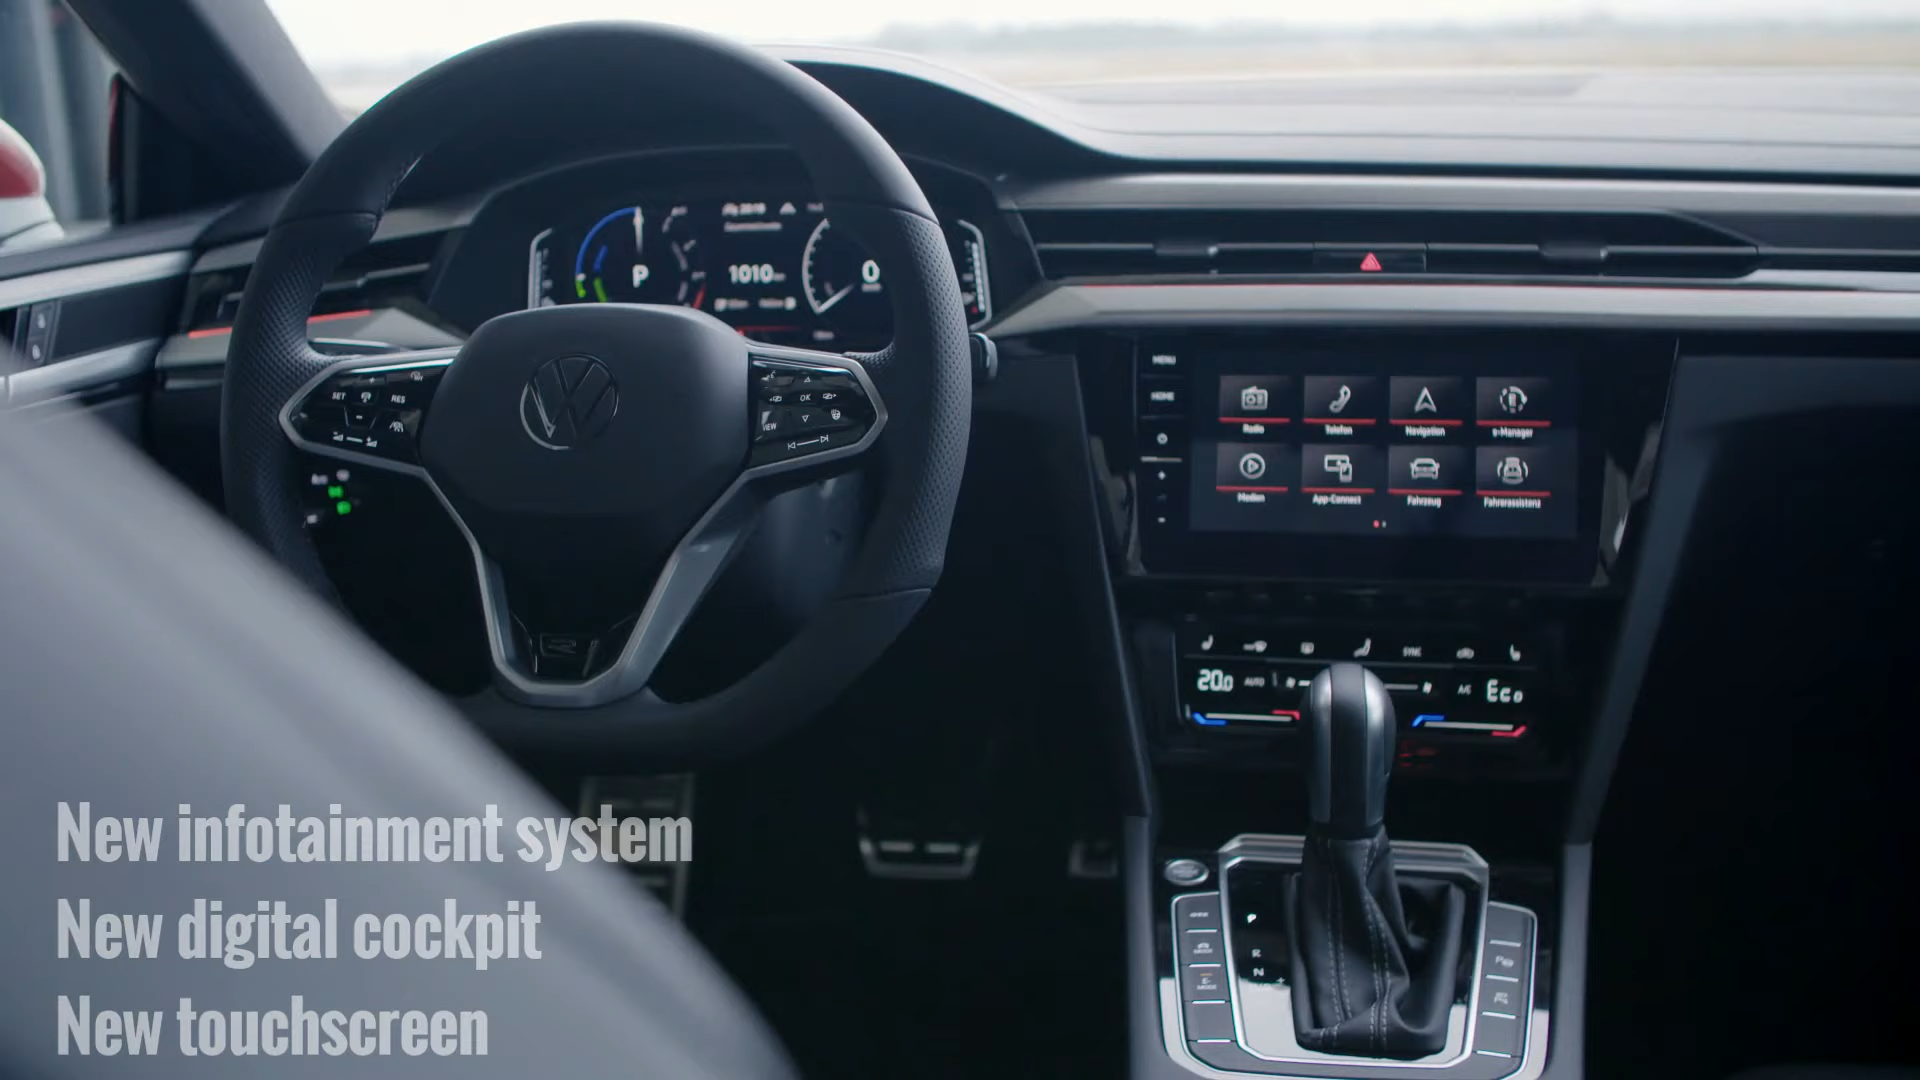 P
1010
0
MENU
HOME
SET
RES
OK
VIEW
Radio
Telefon
Navigation
e-Manager
Medien
App-Connect
Fahrzeug
Fahrerassistenz
SYNC
20.0
AUTO
A/C
Eco
P
R
N
E-MODE
New infotainment system
New digital cockpit
New touchscreen